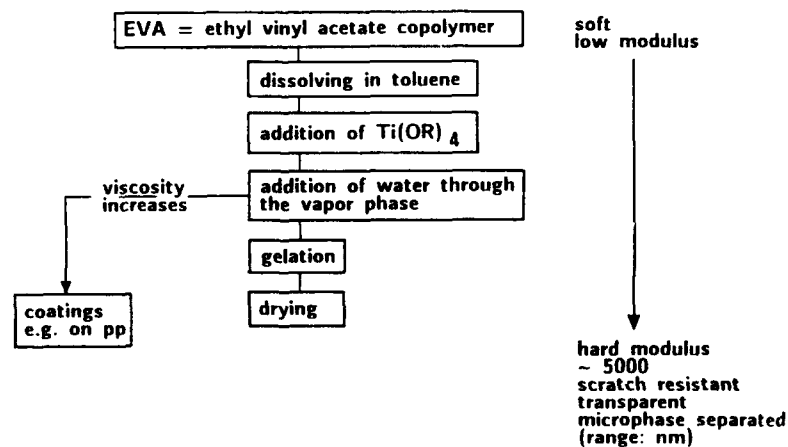 EVA = ethyl vinyl acetate copolymer
dissolving in toluene
addition of Ti(OR)4
addition of water through
the vapor phase
viscosity
increases
gelation
drying
coatings
e.g. on pp
soft
low modulus
hard modulus
~ 5000
scratch resistant
transparent
microphase separated
(range: nm)